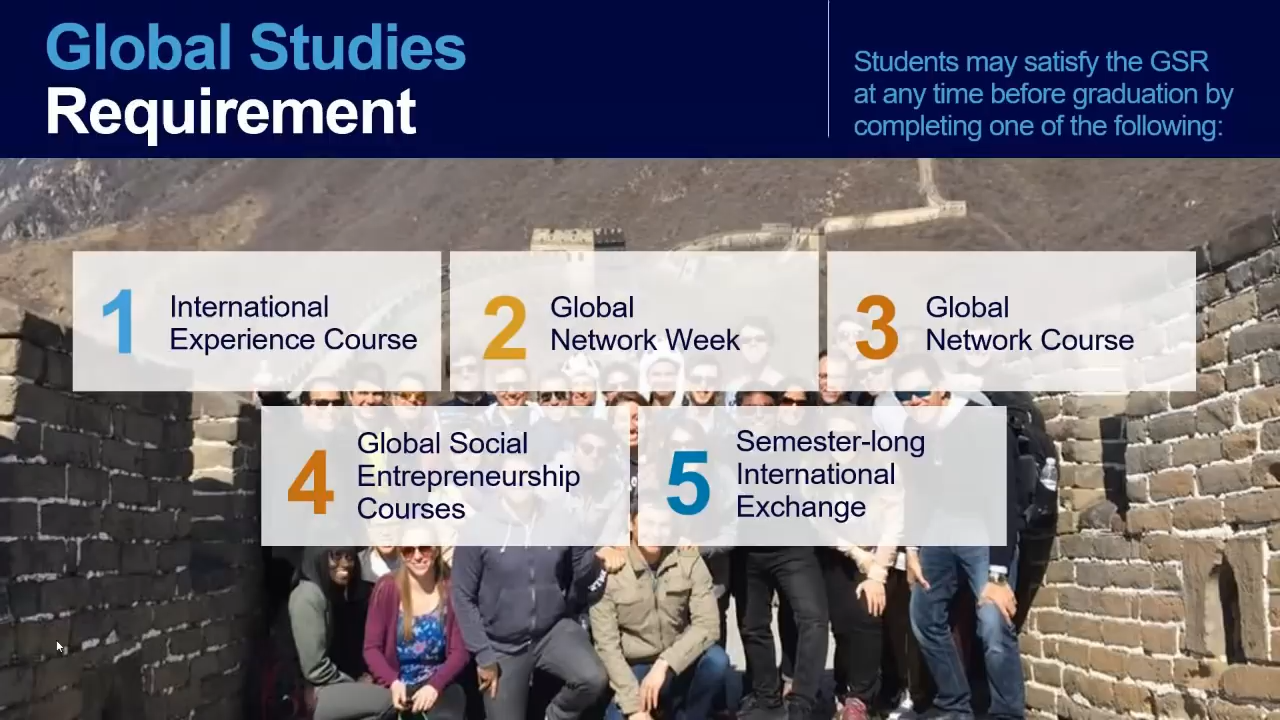 Global Studies
Requirement
Students may satisfy the GSR
at any time before graduation by
completing one of the following:
1
International
Experience Course
2
Global
Network Week
3
Global
Network Course
4
Global Social
Entrepreneurship
Courses
5
Semester-long
International
Exchange